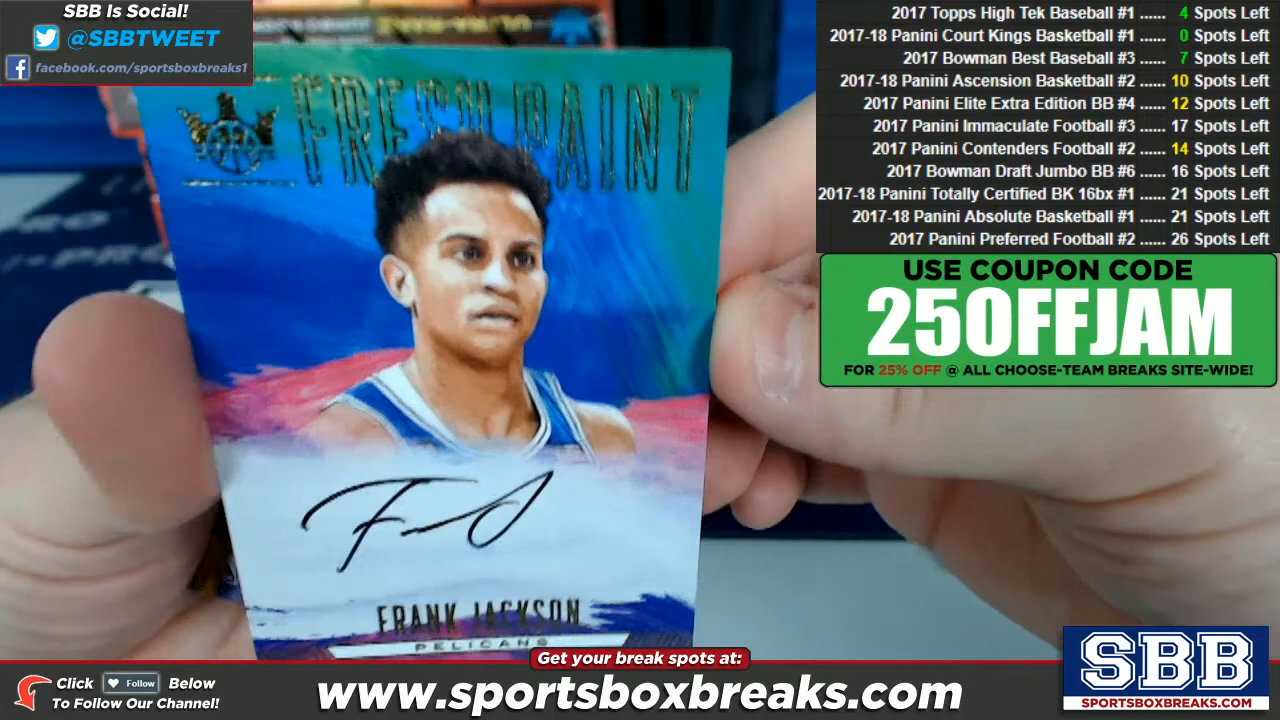 SBB Is Social!
@SBBTWEET
facebook.com/sportsboxbreaks1
2017 Topps High Tek Baseball #1 ...... 4 Spots Left
2017-18 Panini Court Kings Basketball #1 ...... 0 Spots Left
2017 Bowman Best Baseball #3 ...... 7 Spots Left
2017-18 Panini Ascension Basketball #2 ...... 10 Spots Left
2017 Panini Elite Extra Edition BB #4 ...... 12 Spots Left
2017 Panini Immaculate Football #3 ...... 17 Spots Left
2017 Panini Contenders Football #2 ...... 14 Spots Left
2017 Bowman Draft Jumbo BB #6 ...... 16 Spots Left
2017-18 Panini Totally Certified BK 16bx #1 ...... 21 Spots Left
2017-18 Panini Absolute Basketball #1 ...... 21 Spots Left
2017 Panini Preferred Football #2 ...... 26 Spots Left
USE COUPON CODE
25OFFJAM
FOR 25% OFF @ ALL CHOOSE-TEAM BREAKS SITE-WIDE!
FRESH PAINT
FRANK JACKSON
PELICANS
Get your break spots at:
Click Follow Below
To Follow Our Channel!
www.sportsboxbreaks.com
SBB
SPORTSBOXBREAKS.COM